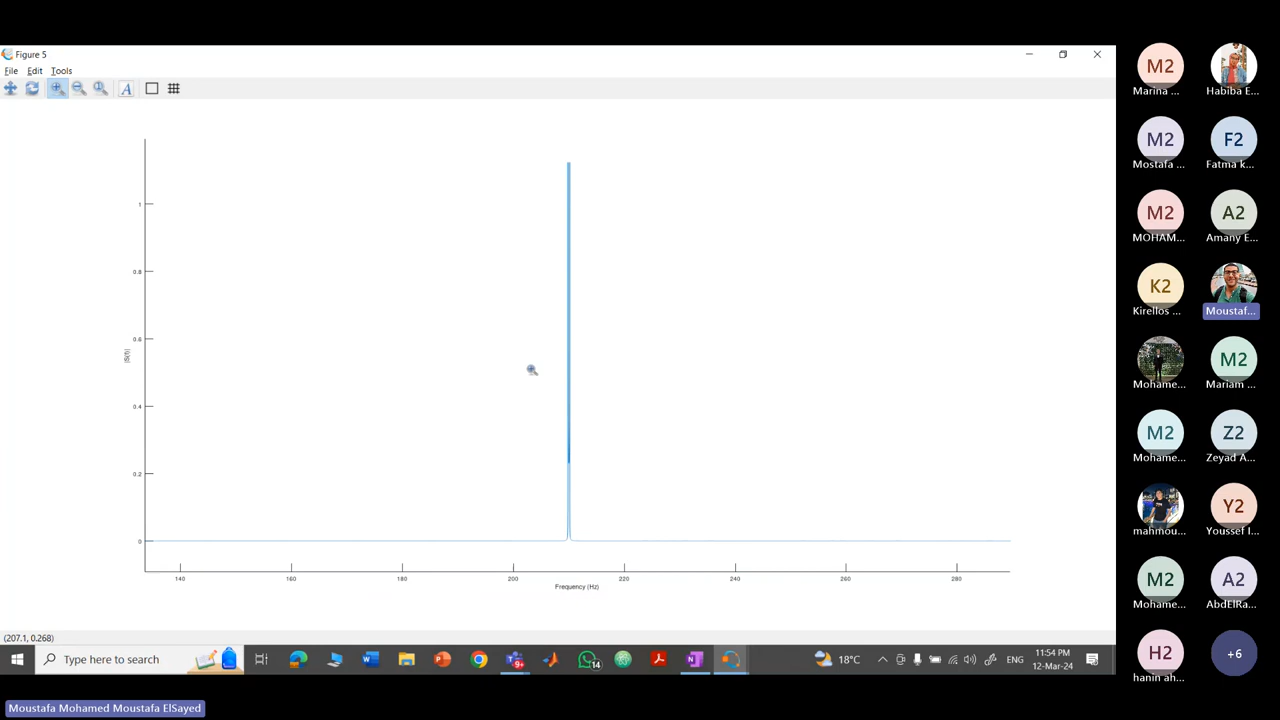 Figure 5
File Edit Tools
A
1
0.8
0.6
|S(f)|
0.4
0.2
0
140 160 180 200 220 240 260 280
Frequency (Hz)
(207.1, 0.268)
Type here to search
9+
14
18°C
ENG
11:54 PM
12-Mar-24
M2
Marina ...
Habiba E...
M2
Mostafa ...
F2
Fatma k...
M2
MOHAM...
A2
Amany E...
K2
Kirellos ...
Moustaf...
Mohame...
M2
Mariam ...
M2
Mohame...
Z2
Zeyad A...
mahmou...
Y2
Youssef I...
M2
Mohame...
A2
AbdElRa...
H2
hanin ah...
+6
Moustafa Mohamed Moustafa ElSayed